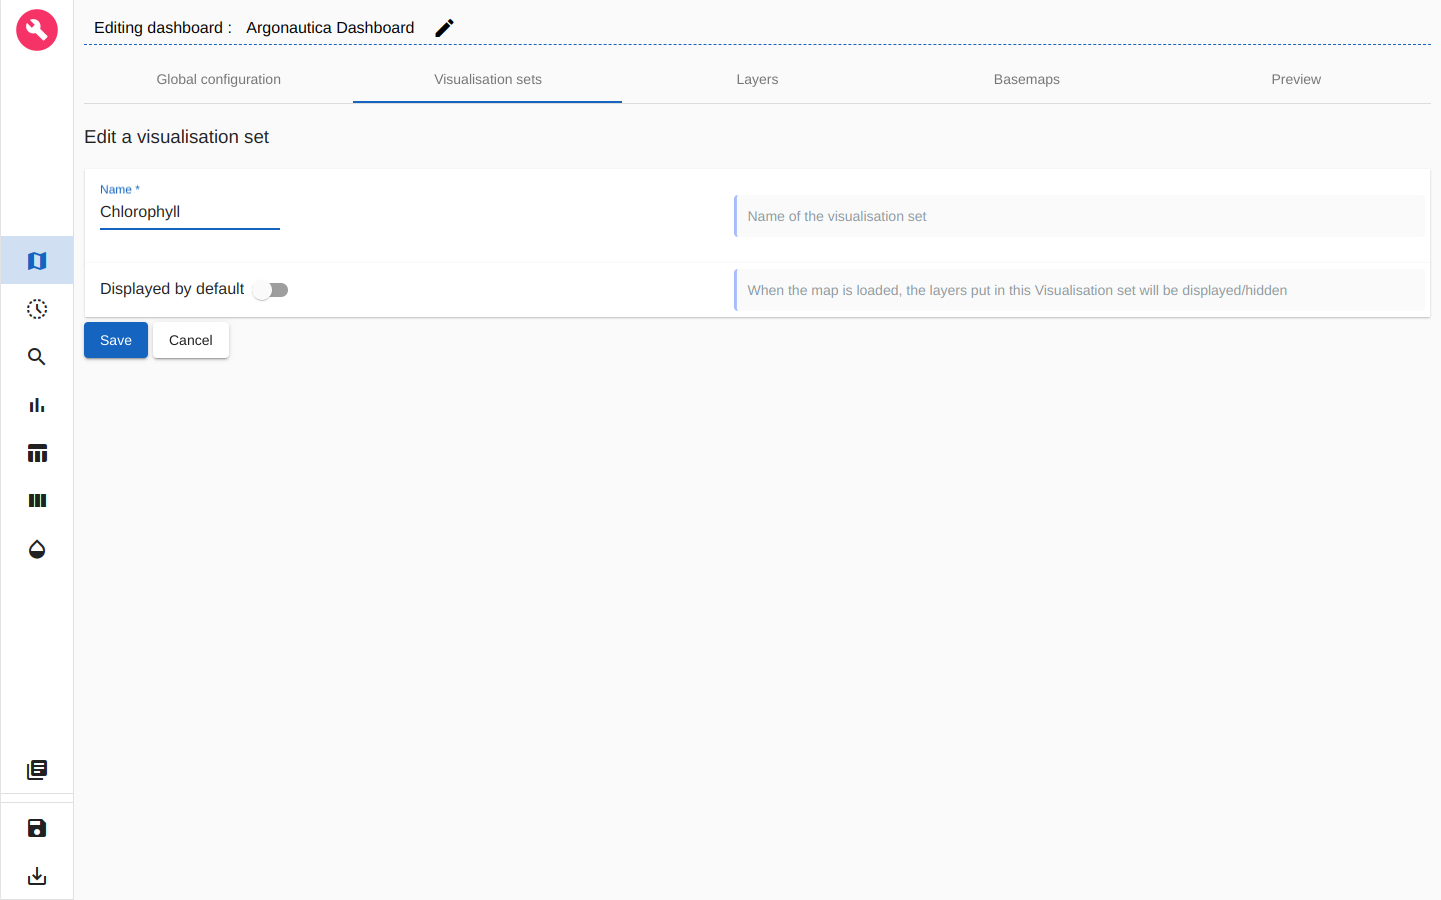 Editing dashboard : Argonautica Dashboard
Global configuration Visualisation sets Layers Basemaps Preview
Edit a visualisation set
Name *
Chlorophyll
Name of the visualisation set
Displayed by default
When the map is loaded, the layers put in this Visualisation set will be displayed/hidden
Save Cancel